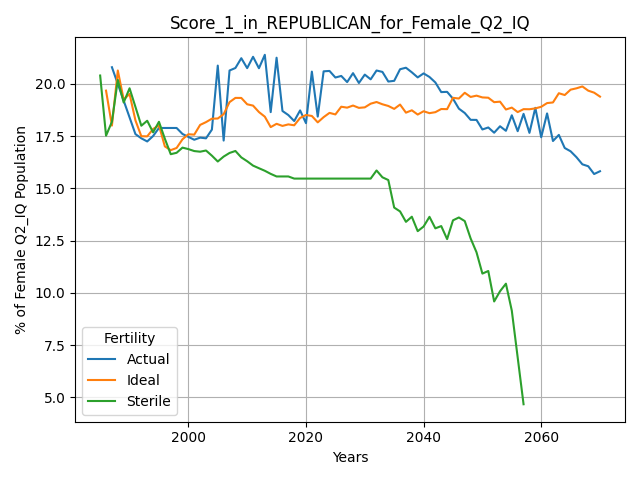 Score_1_in_REPUBLICAN_for_Female_Q2_IQ
% of Female Q2_IQ Population
20.0
17.5
15.0
12.5
10.0
7.5
5.0
Fertility
Actual
Ideal
Sterile
2000
2020
2040
2060
Years